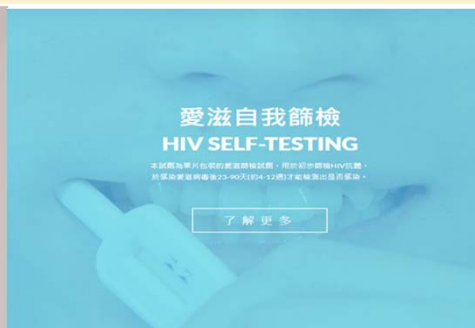 愛滋自我篩檢
HIV SELF-TESTING
本試劑為單片包裝的愛滋篩檢試劑，用於初步篩檢HIV抗體，
於感染愛滋病毒後23-90天(約4-12週)才能檢測出是否感染。
了解更多